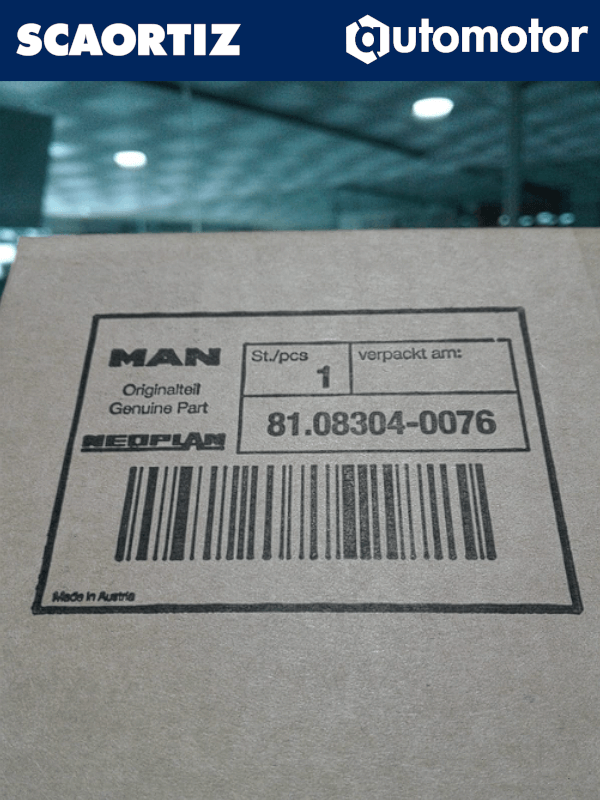 SCAORTIZ
automotor
MAN
Originalteil
Genuine Part
NEOPLAN
St./pcs
1
verpackt am:
81.08304-0076
Made in Austria